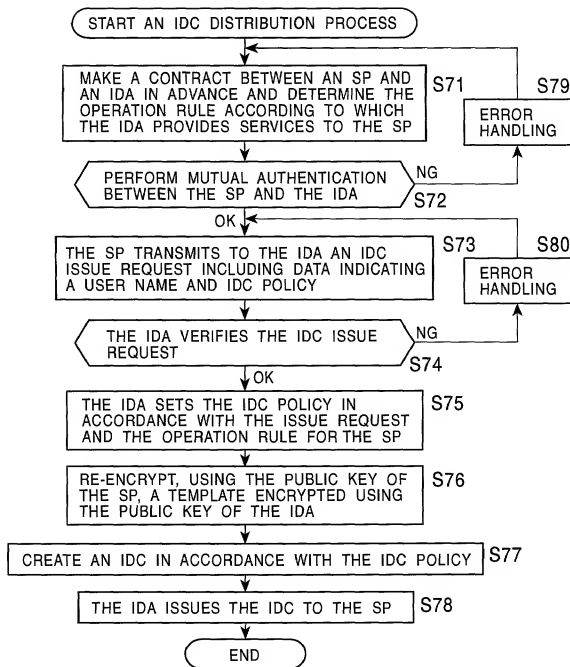 START AN IDC DISTRIBUTION PROCESS
MAKE A CONTRACT BETWEEN AN SP AND
AN IDA IN ADVANCE AND DETERMINE THE
OPERATION RULE ACCORDING TO WHICH
THE IDA PROVIDES SERVICES TO THE SP
S71
S79
ERROR
HANDLING
PERFORM MUTUAL AUTHENTICATION
BETWEEN THE SP AND THE IDA
NG
S72
OK
THE SP TRANSMITS TO THE IDA AN IDC
ISSUE REQUEST INCLUDING DATA INDICATING
A USER NAME AND IDC POLICY
S73
S80
ERROR
HANDLING
THE IDA VERIFIES THE IDC ISSUE
REQUEST
NG
S74
OK
THE IDA SETS THE IDC POLICY IN
ACCORDANCE WITH THE ISSUE REQUEST
AND THE OPERATION RULE FOR THE SP
S75
RE-ENCRYPT, USING THE PUBLIC KEY OF
THE SP, A TEMPLATE ENCRYPTED USING
THE PUBLIC KEY OF THE IDA
S76
CREATE AN IDC IN ACCORDANCE WITH THE IDC POLICY
S77
THE IDA ISSUES THE IDC TO THE SP
S78
END